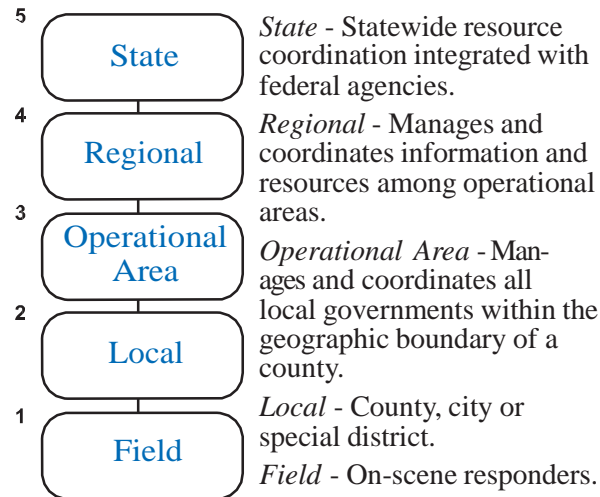 5
State
4
Regional
3
Operational
Area
2
Local
1
Field
State - Statewide resource
coordination integrated with
federal agencies.
Regional - Manages and
coordinates information and
resources among operational
areas.
Operational Area - Man-
ages and coordinates all
local governments within the
geographic boundary of a
county.
Local - County, city or
special district.
Field - On-scene responders.